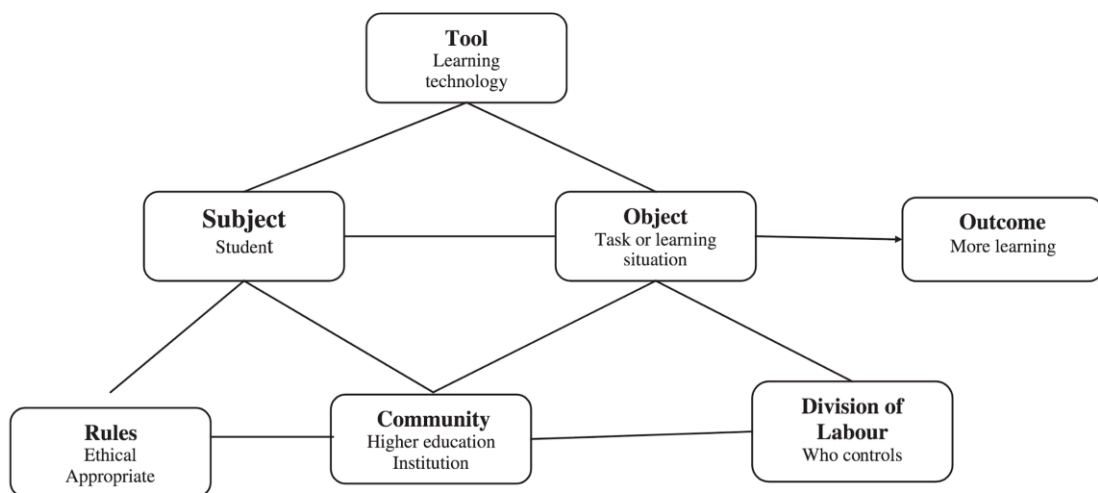 Tool
Learning
technology
Subject
Student
Object
Task or learning
situation
Outcome
More learning
Rules
Ethical
Appropriate
Community
Higher education
Institution
Division of
Labour
Who controls